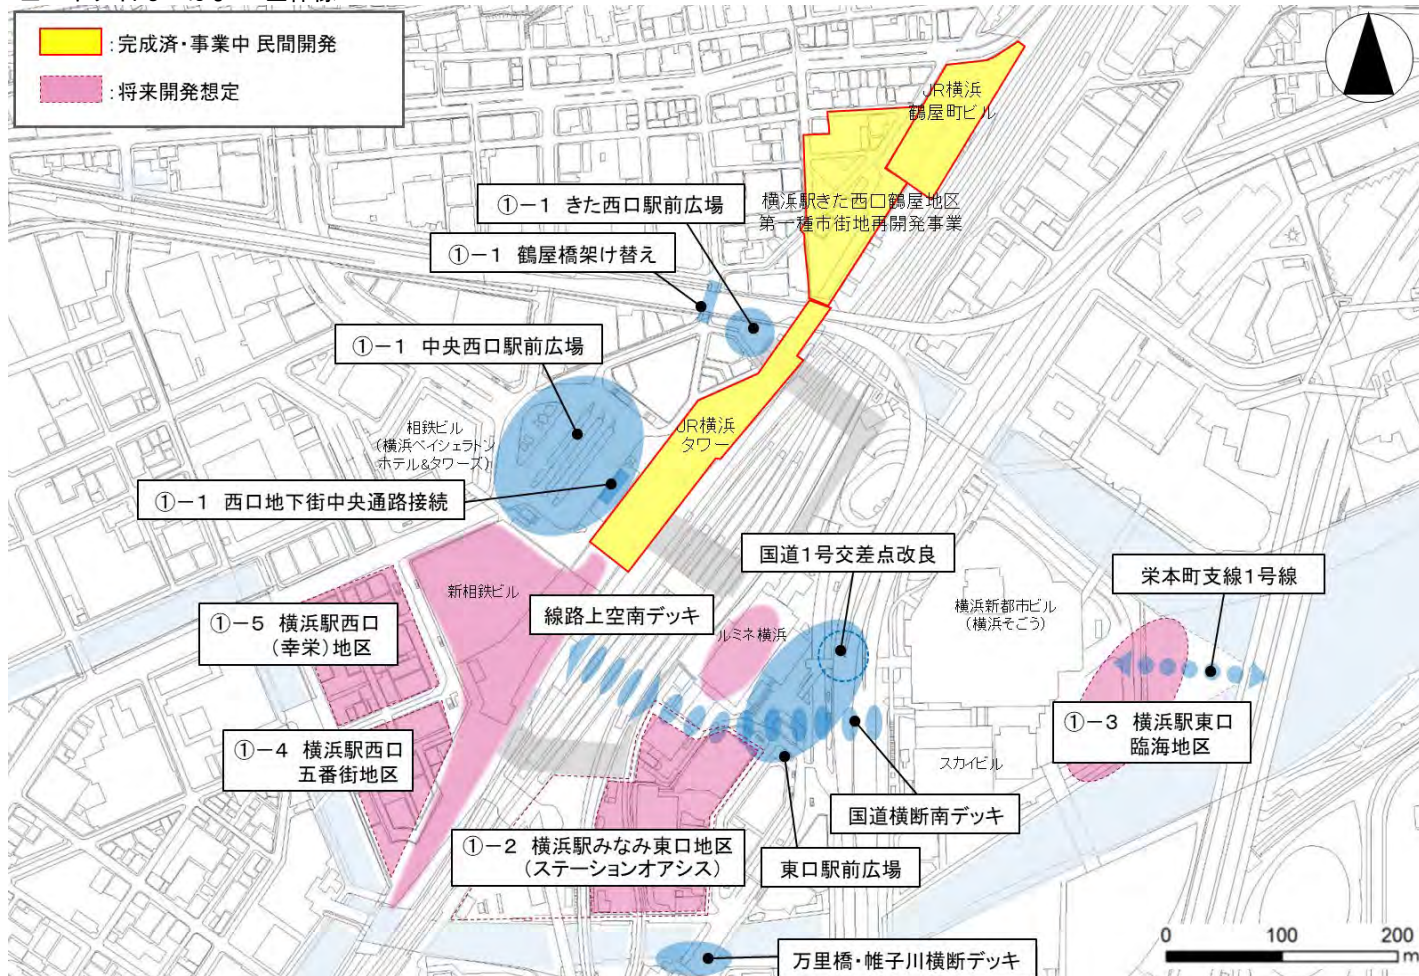 :完成済・事業中 民間開発
:将来開発想定
JR横浜
鶴屋町ビル
横浜駅きた西口鶴屋地区
第一種市街地再開発事業
①-1 きた西口駅前広場
①-1 鶴屋橋架け替え
①-1 中央西口駅前広場
相鉄ビル
(横浜ベイシェラトン
ホテル&タワーズ)
JR横浜
タワー
①-1 西口地下街中央通路接続
国道1号交差点改良
栄本町支線1号線
新相鉄ビル
線路上空南デッキ
ルミネ横浜
横浜新都市ビル
(横浜そごう)
①-5 横浜駅西口
(幸栄)地区
①-3 横浜駅東口
臨海地区
①-4 横浜駅西口
五番街地区
スカイビル
国道横断南デッキ
①-2 横浜駅みなみ東口地区
(ステーションオアシス)
東口駅前広場
万里橋・帷子川横断デッキ
0 100 200
m